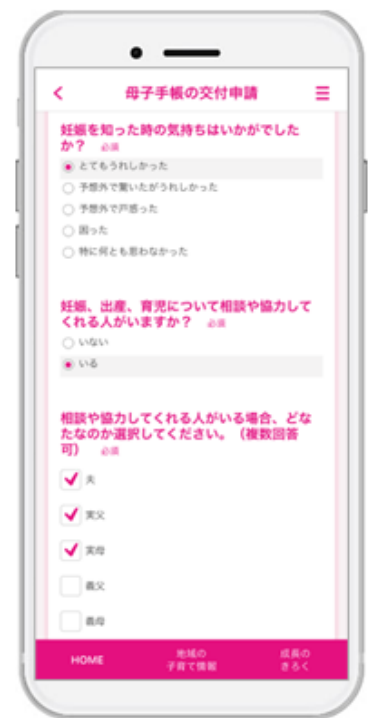 母子手帳の交付申請
妊娠を知った時の気持ちはいかがでした
か? 必須
とてもうれしかった
予想外で驚いたがうれしかった
予想外で戸惑った
困った
特に何とも思わなかった
妊娠、出産、育児について相談や協力して
くれる人がいますか? 必須
いない
いる
相談や協力してくれる人がいる場合、どな
たなのか選択してください。(複数回答
可) 必須
夫
実父
実母
義父
義母
HOME
地域の
子育て情報
成長の
きろく